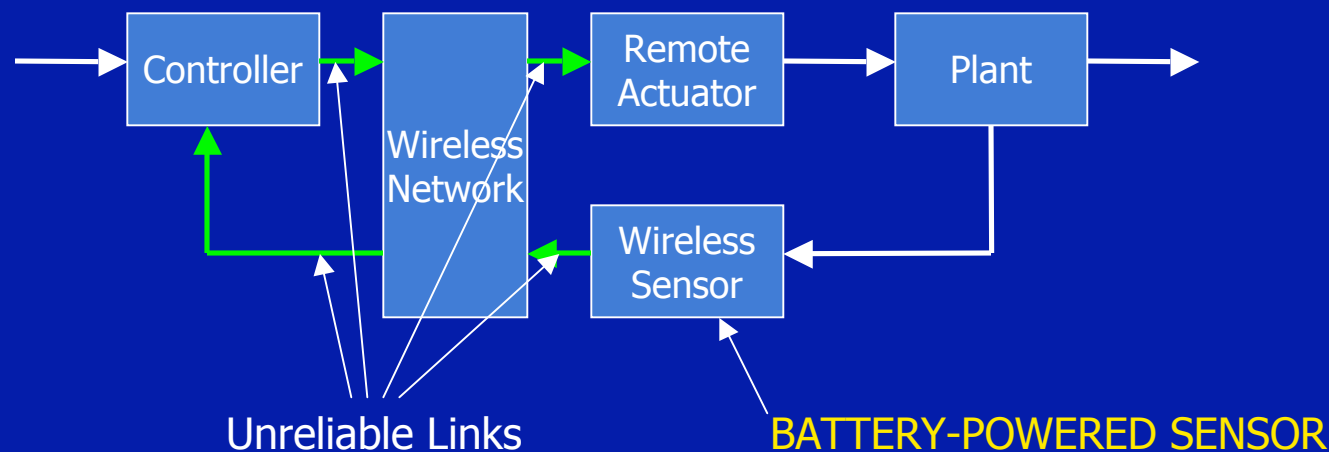 Controller
Wireless
Network
Remote
Actuator
Plant
Wireless
Sensor
Unreliable Links
BATTERY-POWERED SENSOR